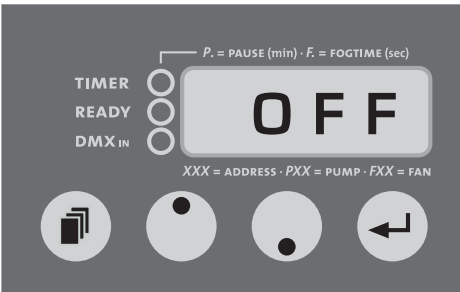 P. = PAUSE (min) · F. = FOGTIME (sec)
TIMER
READY
DMX IN
OFF
XXX = ADDRESS · PXX = PUMP · FXX = FAN